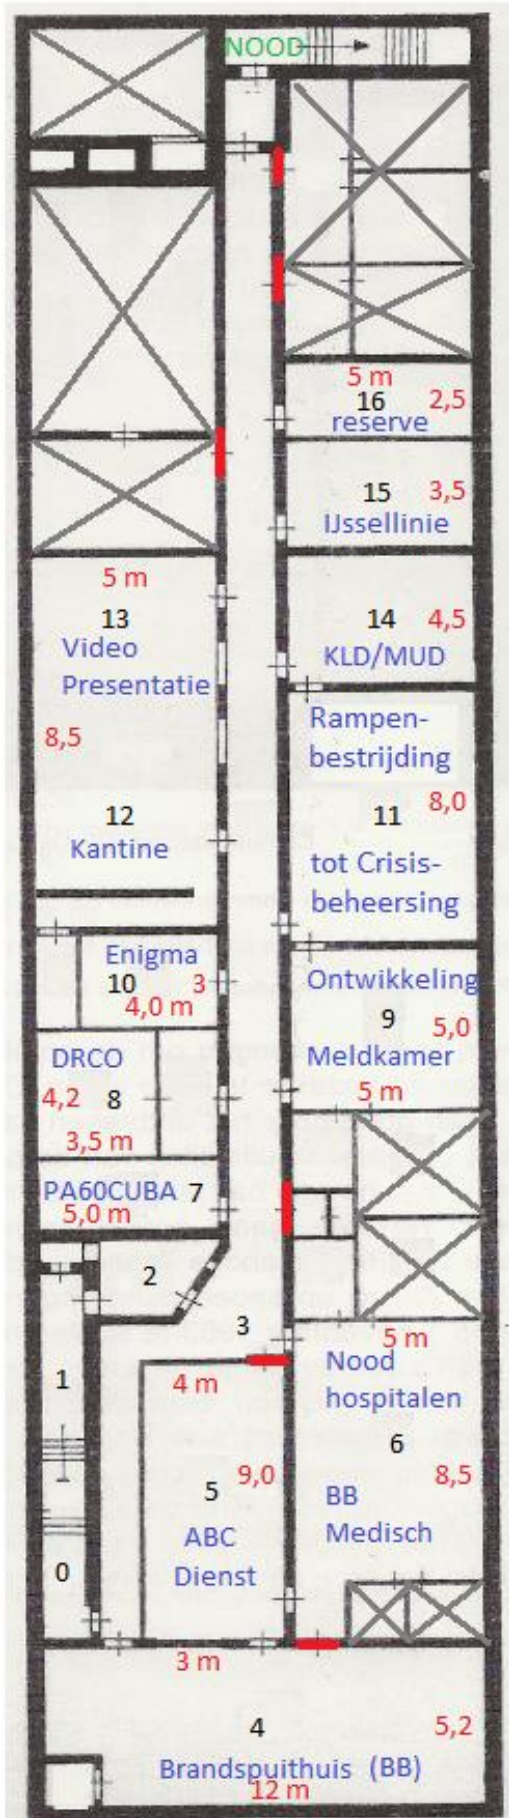 NOOD
5 m
16
2,5
reserve
15
3,5
IJssellinie
5 m
13
14
4,5
Video
KLD/MUD
Presentatie
Rampen-
8,5
bestrijding
8,0
12
11
Kantine
tot Crisis-
beheersing
Enigma
10
3
4,0 m
Ontwikkeling
9
5,0
DRCO
Meldkamer
4,2
8
5 m
3,5 m
PA60CUBA
7
5,0 m
2
3
5 m
4 m
Nood
hospitalen
1
6
5
9,0
8,5
ABC
BB
Dienst
Medisch
0
3 m
4
5,2
Brandspuithuis (BB)
12 m